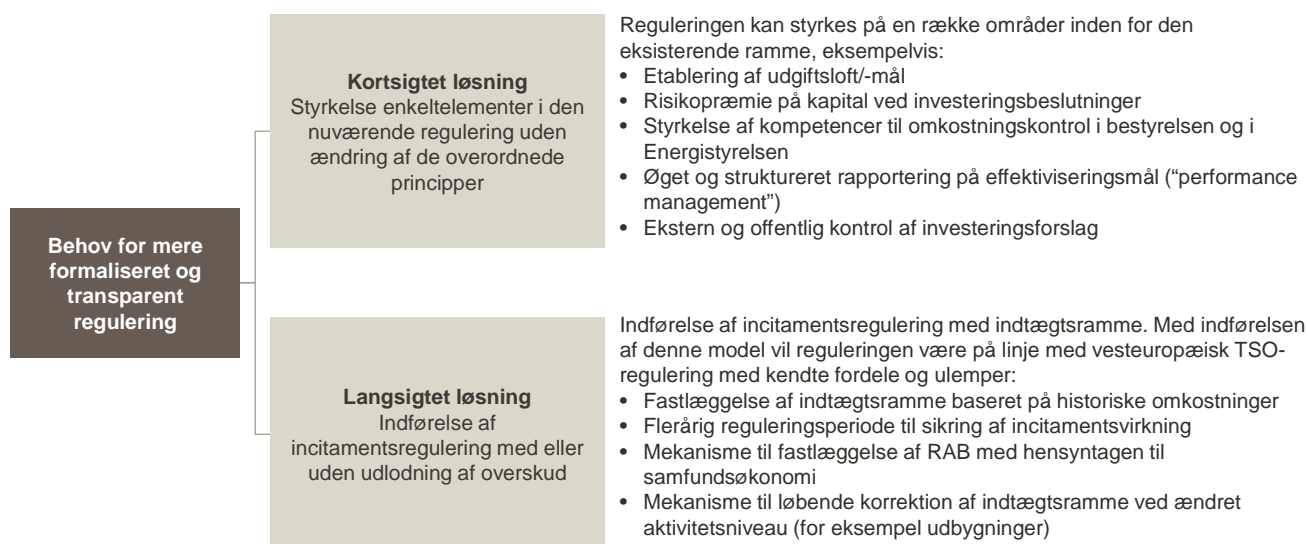 Behov for mere
formaliseret og
transparent
regulering
Kortsigtet løsning
Styrkelse enkeltelementer i den
nuværende regulering uden
ændring af de overordnede
principper
Reguleringen kan styrkes på en række områder inden for den
eksisterende ramme, eksempelvis:
• Etablering af udgiftsloft/-mål
• Risikopræmie på kapital ved investeringsbeslutninger
• Styrkelse af kompetencer til omkostningskontrol i bestyrelsen og i
Energistyrelsen
• Øget og struktureret rapportering på effektiviseringsmål (“performance
management”)
• Ekstern og offentlig kontrol af investeringsforslag
Langsigtet løsning
Indførelse af
incitamentsregulering med eller
uden udlodning af overskud
Indførelse af incitamentsregulering med indtægtsramme. Med indførelsen
af denne model vil reguleringen være på linje med vesteuropæisk TSO-
regulering med kendte fordele og ulemper:
• Fastlæggelse af indtægtsramme baseret på historiske omkostninger
• Flerårig reguleringsperiode til sikring af incitamentsvirkning
• Mekanisme til fastlæggelse af RAB med hensyntagen til
samfundsøkonomi
• Mekanisme til løbende korrektion af indtægtsramme ved ændret
aktivitetsniveau (for eksempel udbygninger)